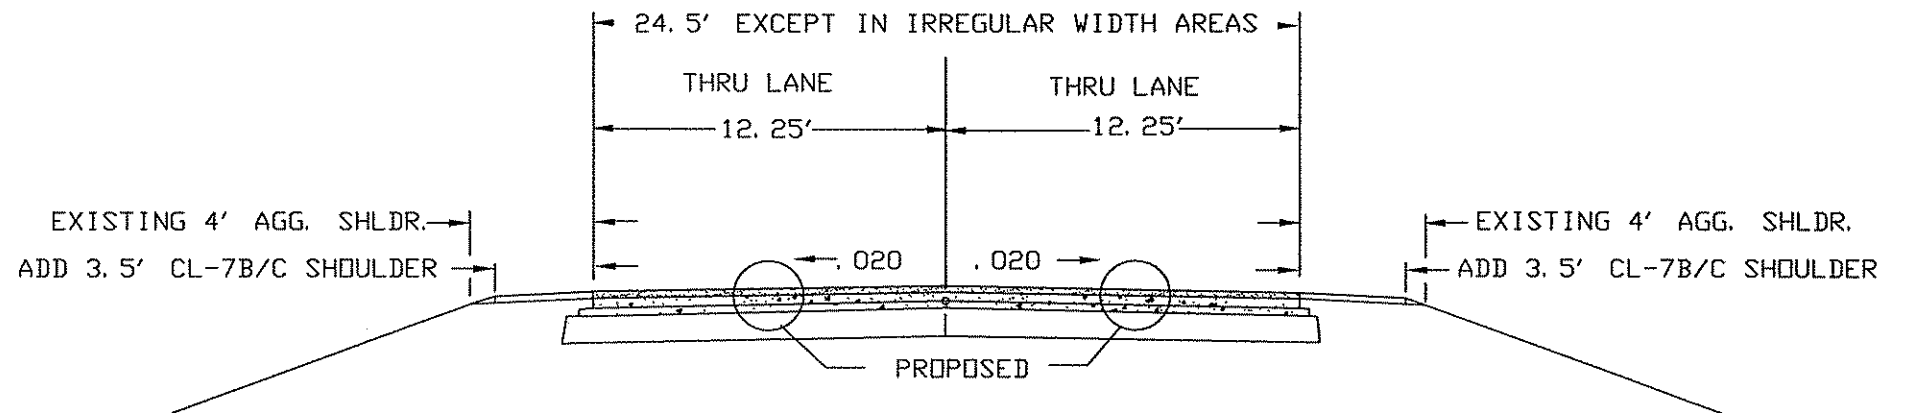 24.5' EXCEPT IN IRREGULAR WIDTH AREAS
THRU LANE
THRU LANE
12.25'
12.25'
EXISTING 4' AGG. SHLDR.
EXISTING 4' AGG. SHLDR.
ADD 3.5' CL-7B/C SHOULDER
.020
.020
ADD 3.5' CL-7B/C SHOULDER
PROPOSED